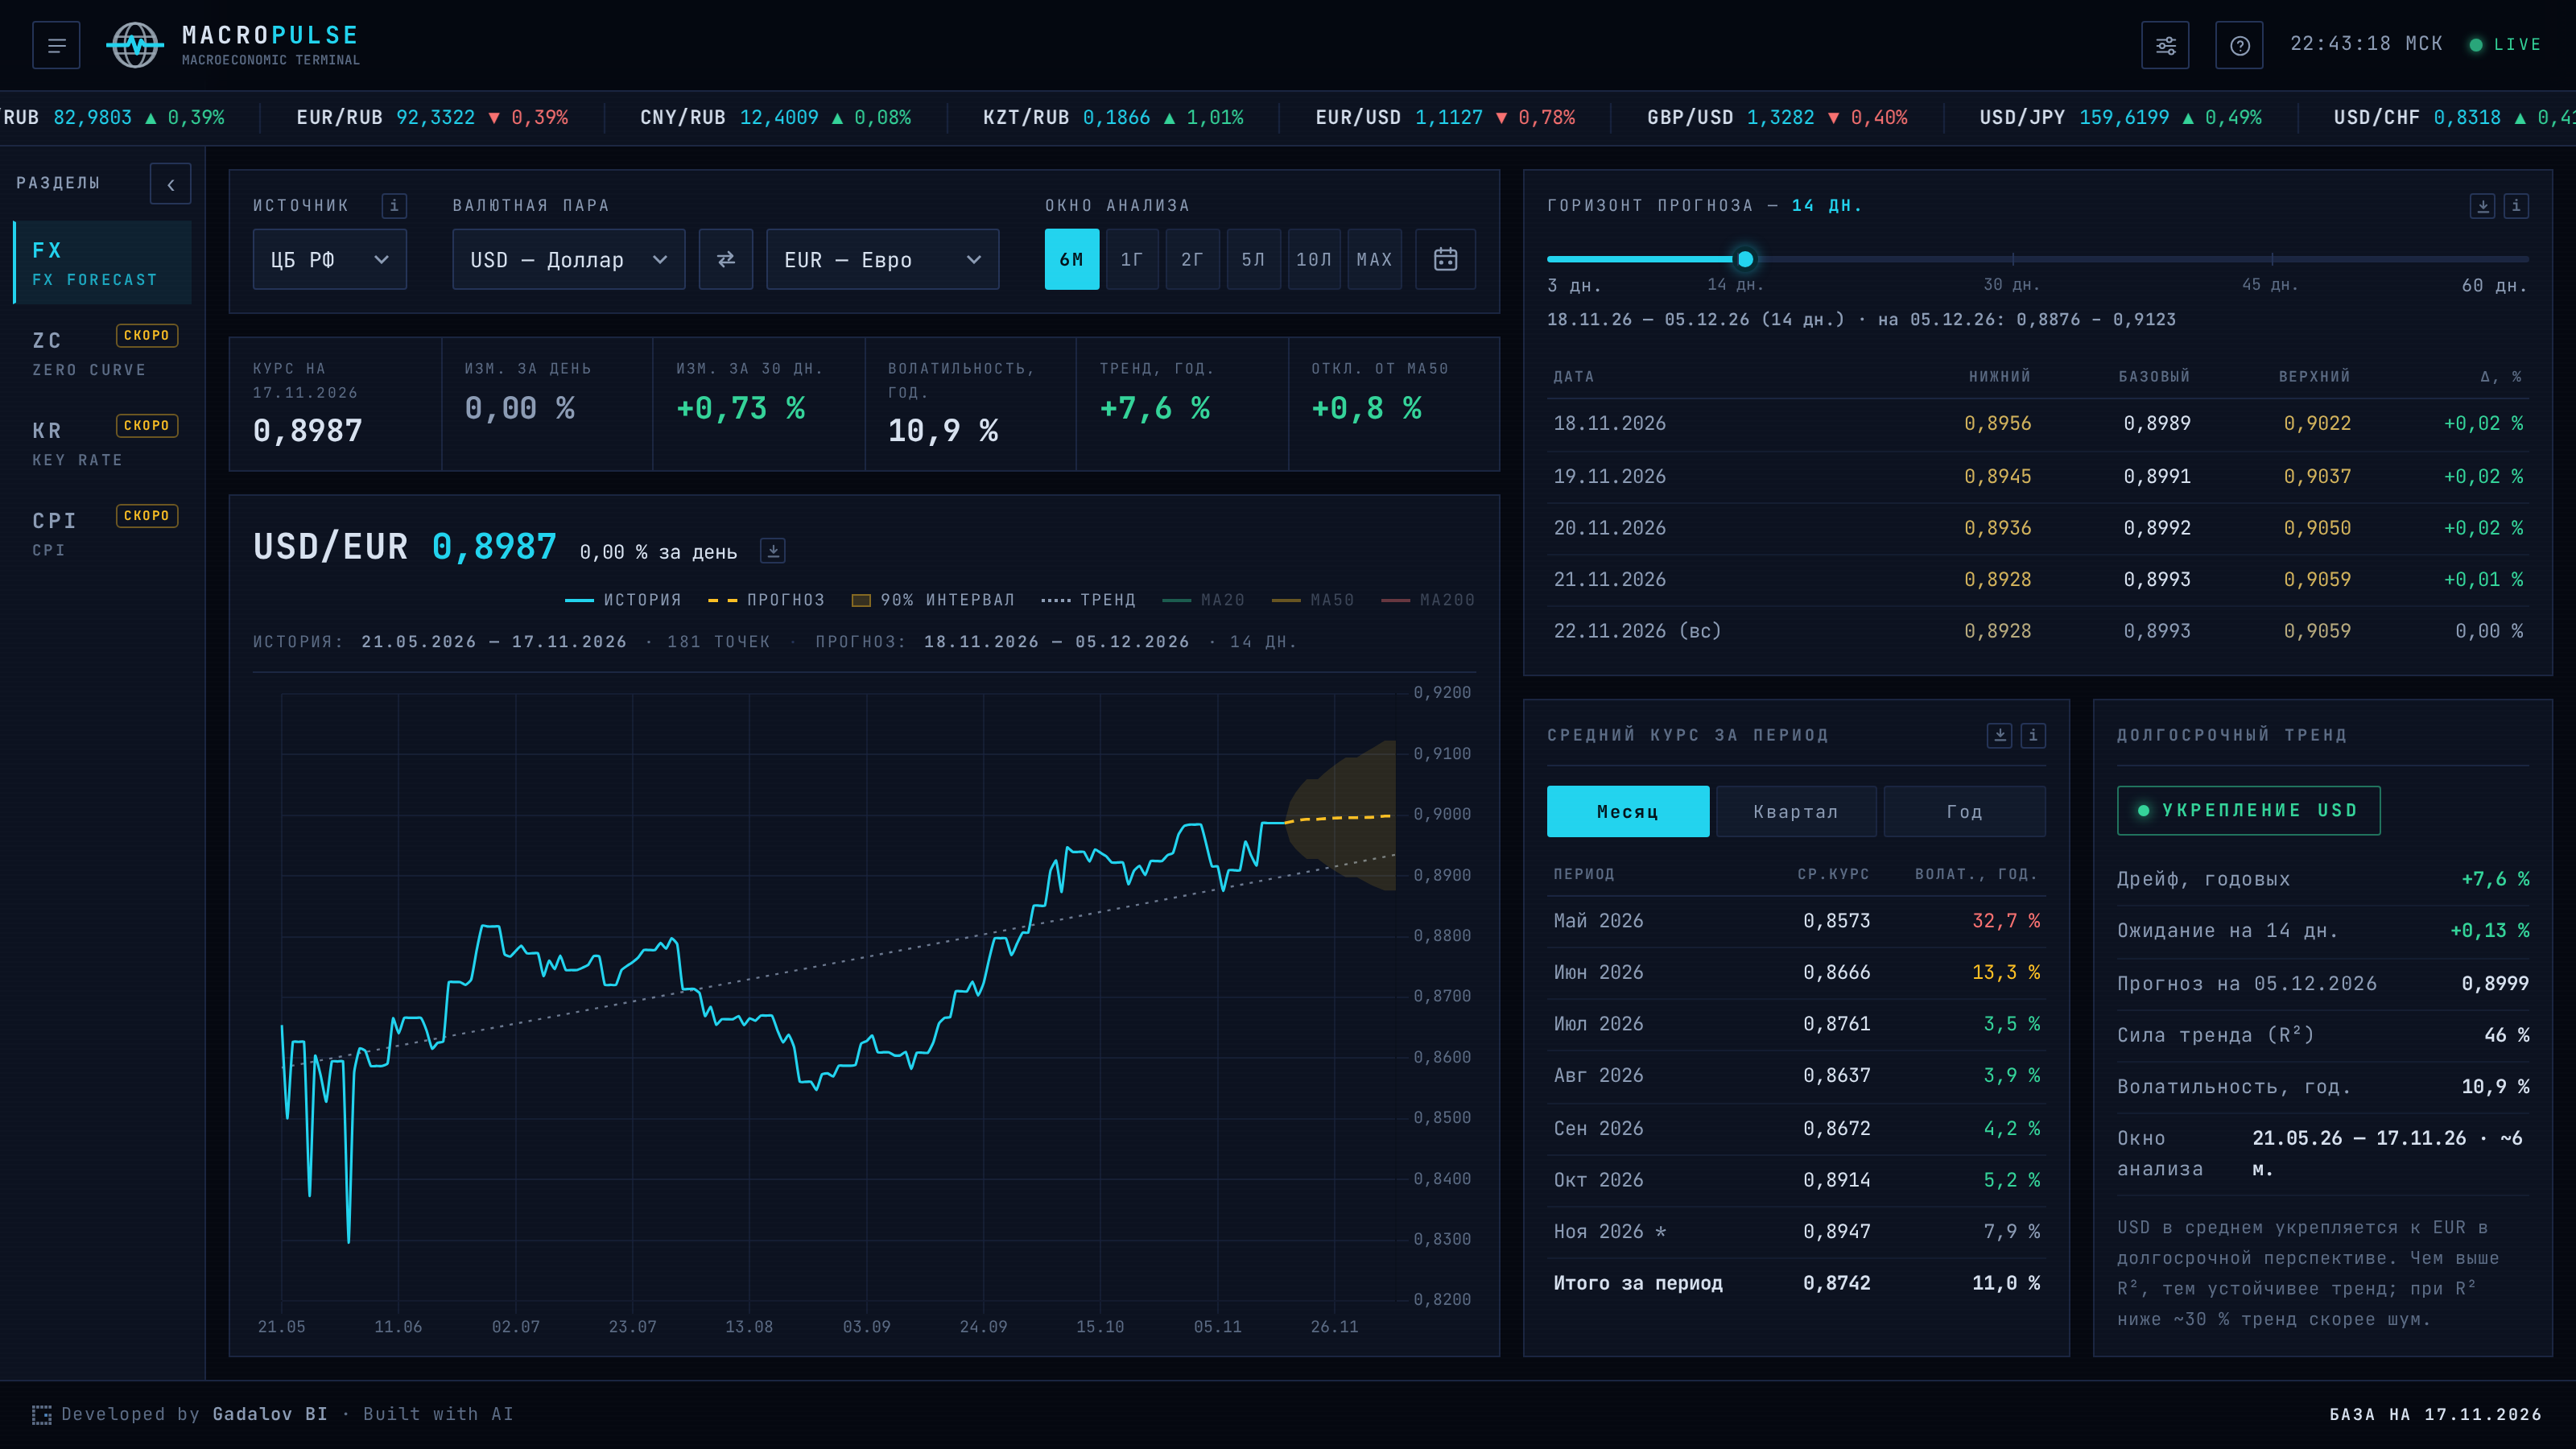 MACROPULSE
MACROECONOMIC TERMINAL
22:43:18 МСК
LIVE
/RUB 82,9803 ▲ 0,39%
EUR/RUB 92,3322 ▼ 0,39%
CNY/RUB 12,4009 ▲ 0,08%
KZT/RUB 0,1866 ▲ 1,01%
EUR/USD 1,1127 ▼ 0,78%
GBP/USD 1,3282 ▼ 0,40%
USD/JPY 159,6199 ▲ 0,49%
USD/CHF 0,8318 ▲ 0,41
РАЗДЕЛЫ
FX
FX FORECAST
ZC СКОРО
ZERO CURVE
KR СКОРО
KEY RATE
CPI СКОРО
CPI
ИСТОЧНИК i
ЦБ РФ
ВАЛЮТНАЯ ПАРА
USD — Доллар
EUR — Евро
ОКНО АНАЛИЗА
6М 1Г 2Г 5Л 10Л MAX
КУРС НА
17.11.2026
0,8987
ИЗМ. ЗА ДЕНЬ
0,00 %
ИЗМ. ЗА 30 ДН.
+0,73 %
ВОЛАТИЛЬНОСТЬ,
ГОД.
10,9 %
ТРЕНД, ГОД.
+7,6 %
ОТКЛ. ОТ MA50
+0,8 %
USD/EUR 0,8987 0,00 % за день
ИСТОРИЯ ПРОГНОЗ 90% ИНТЕРВАЛ ТРЕНД MA20 MA50 MA200
ИСТОРИЯ: 21.05.2026 — 17.11.2026 · 181 ТОЧЕК · ПРОГНОЗ: 18.11.2026 — 05.12.2026 · 14 ДН.
0,9200
0,9100
0,9000
0,8900
0,8800
0,8700
0,8600
0,8500
0,8400
0,8300
0,8200
21.05 11.06 02.07 23.07 13.08 03.09 24.09 15.10 05.11 26.11
ГОРИЗОНТ ПРОГНОЗА — 14 ДН. i
3 дн. 14 дн. 30 дн. 45 дн. 60 дн.
18.11.26 — 05.12.26 (14 дн.) · на 05.12.26: 0,8876 – 0,9123
ДАТА НИЖНИЙ БАЗОВЫЙ ВЕРХНИЙ Δ, %
18.11.2026 0,8956 0,8989 0,9022 +0,02 %
19.11.2026 0,8945 0,8991 0,9037 +0,02 %
20.11.2026 0,8936 0,8992 0,9050 +0,02 %
21.11.2026 0,8928 0,8993 0,9059 +0,01 %
22.11.2026 (вс) 0,8928 0,8993 0,9059 0,00 %
СРЕДНИЙ КУРС ЗА ПЕРИОД i
Месяц Квартал Год
ПЕРИОД СР.КУРС ВОЛАТ., ГОД.
Май 2026 0,8573 32,7 %
Июн 2026 0,8666 13,3 %
Июл 2026 0,8761 3,5 %
Авг 2026 0,8637 3,9 %
Сен 2026 0,8672 4,2 %
Окт 2026 0,8914 5,2 %
Ноя 2026 * 0,8947 7,9 %
Итого за период 0,8742 11,0 %
ДОЛГОСРОЧНЫЙ ТРЕНД
УКРЕПЛЕНИЕ USD
Дрейф, годовых +7,6 %
Ожидание на 14 дн. +0,13 %
Прогноз на 05.12.2026 0,8999
Сила тренда (R²) 46 %
Волатильность, год. 10,9 %
Окно 21.05.26 — 17.11.26 · ~6
анализа м.
USD в среднем укрепляется к EUR в
долгосрочной перспективе. Чем выше
R², тем устойчивее тренд; при R²
ниже ~30 % тренд скорее шум.
Developed by Gadalov BI · Built with AI
БАЗА НА 17.11.2026